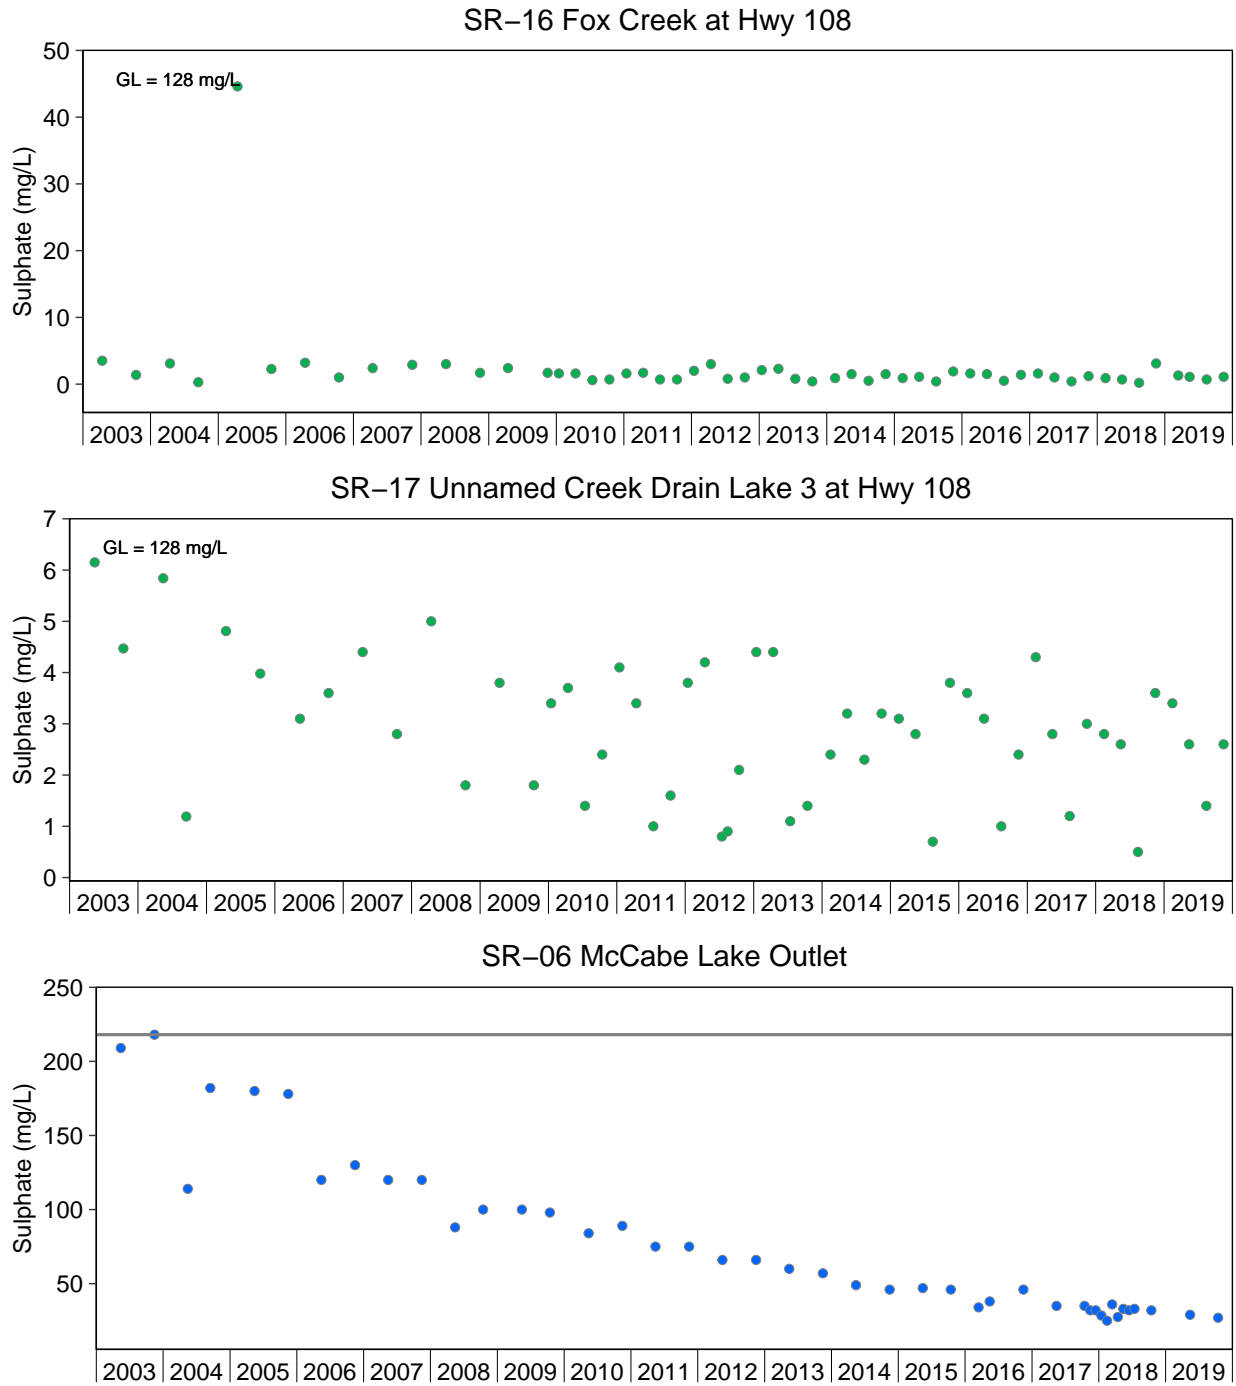 SR−16 Fox Creek at Hwy 108
50
40
30
20
10
0
Sulphate (mg/L)
GL = 128 mg/L
2003 2004 2005 2006 2007 2008 2009 2010 2011 2012 2013 2014 2015 2016 2017 2018 2019
SR−17 Unnamed Creek Drain Lake 3 at Hwy 108
7
6
5
4
3
2
1
0
Sulphate (mg/L)
GL = 128 mg/L
2003 2004 2005 2006 2007 2008 2009 2010 2011 2012 2013 2014 2015 2016 2017 2018 2019
SR−06 McCabe Lake Outlet
250
200
150
100
50
Sulphate (mg/L)
2003 2004 2005 2006 2007 2008 2009 2010 2011 2012 2013 2014 2015 2016 2017 2018 2019